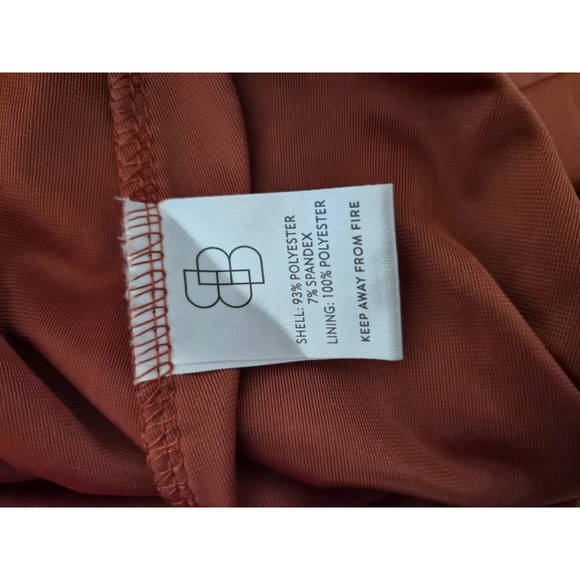 SHELL: 93% POLYESTER
7% SPANDEX
LINING: 100% POLYESTER
KEEP AWAY FROM FIRE